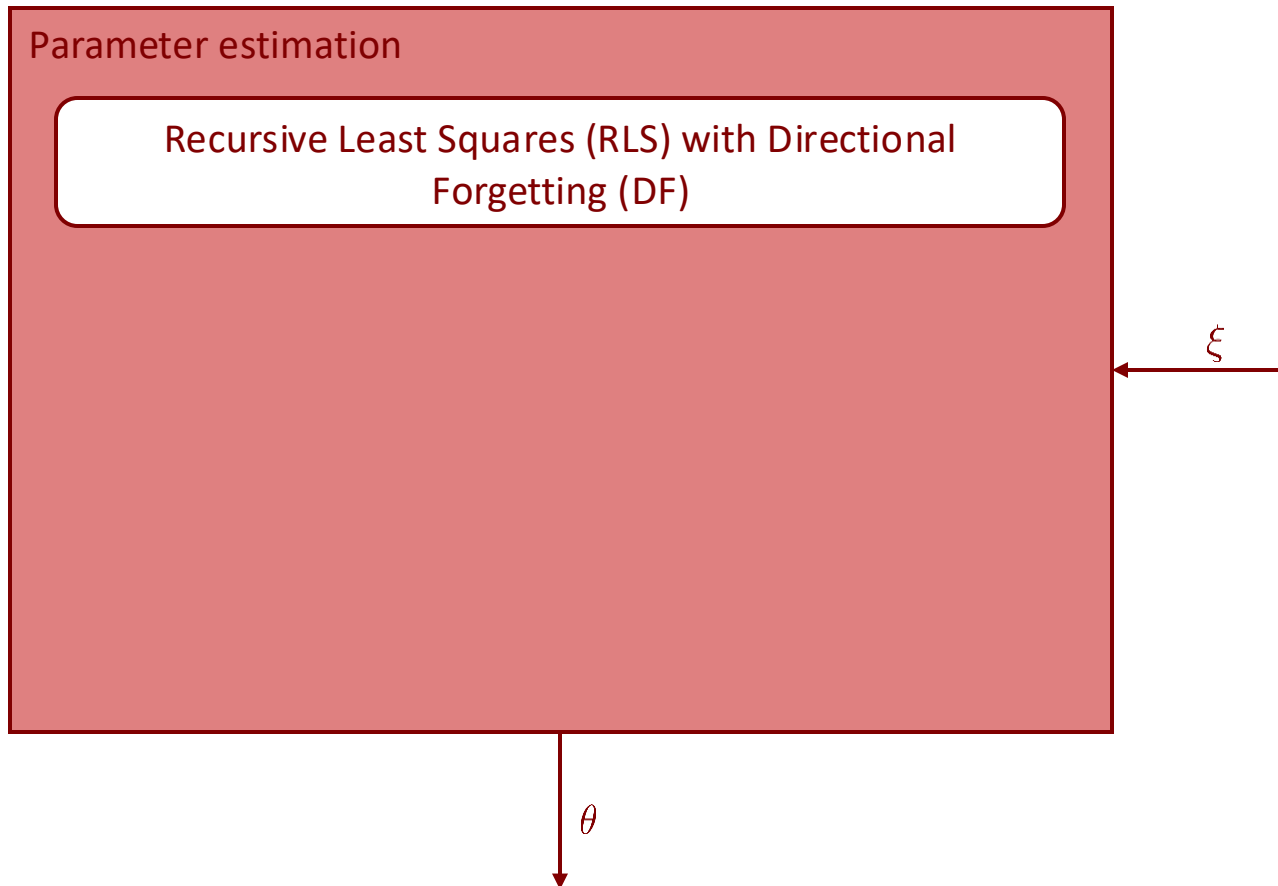 Parameter estimation
Recursive Least Squares (RLS) with Directional
Forgetting (DF)
ξ
θ